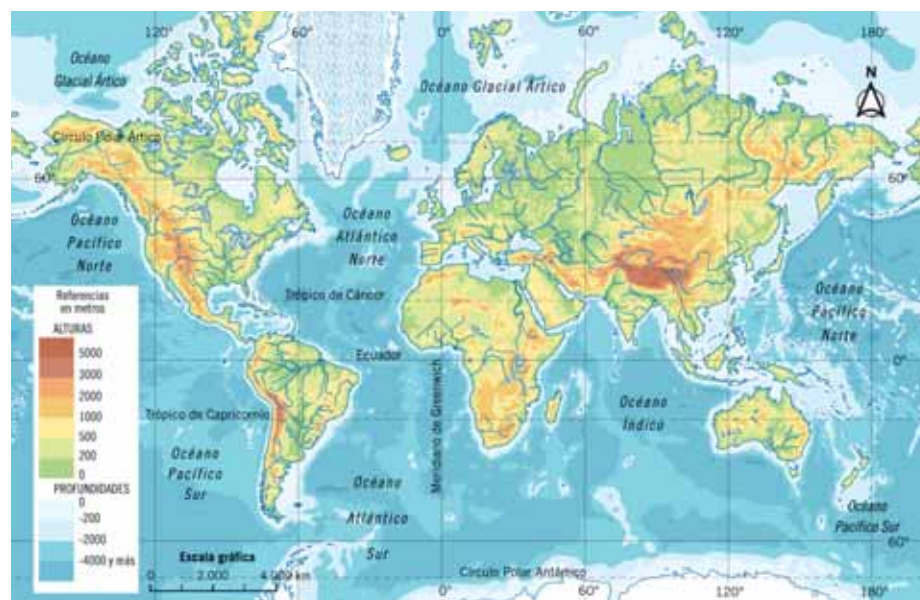 120°
60°
0°
60°
120°
180°
Océano
Glacial Ártico
Océano Glacial Ártico
N
Círculo Polar Ártico
60°
60°
Océano
Pacífico
Norte
Océano
Atlántico
Norte
Trópico de Cáncer
Océano
Pacífico
Norte
Ecuador
0°
Meridiano de Greenwich
Océano
Índico
Trópico de Capricornio
Océano
Pacífico
Sur
Océano
Atlántico
Sur
Océano
Pacífico Sur
60°
Círculo Polar Antártico
Referencias
en metros
ALTURAS
5000
3000
2000
1000
500
200
0
PROFUNDIDADES
0
-200
-2000
-4000 y más
Escala gráfica
0 2.000 4.000 km
0°
60°
120°
180°